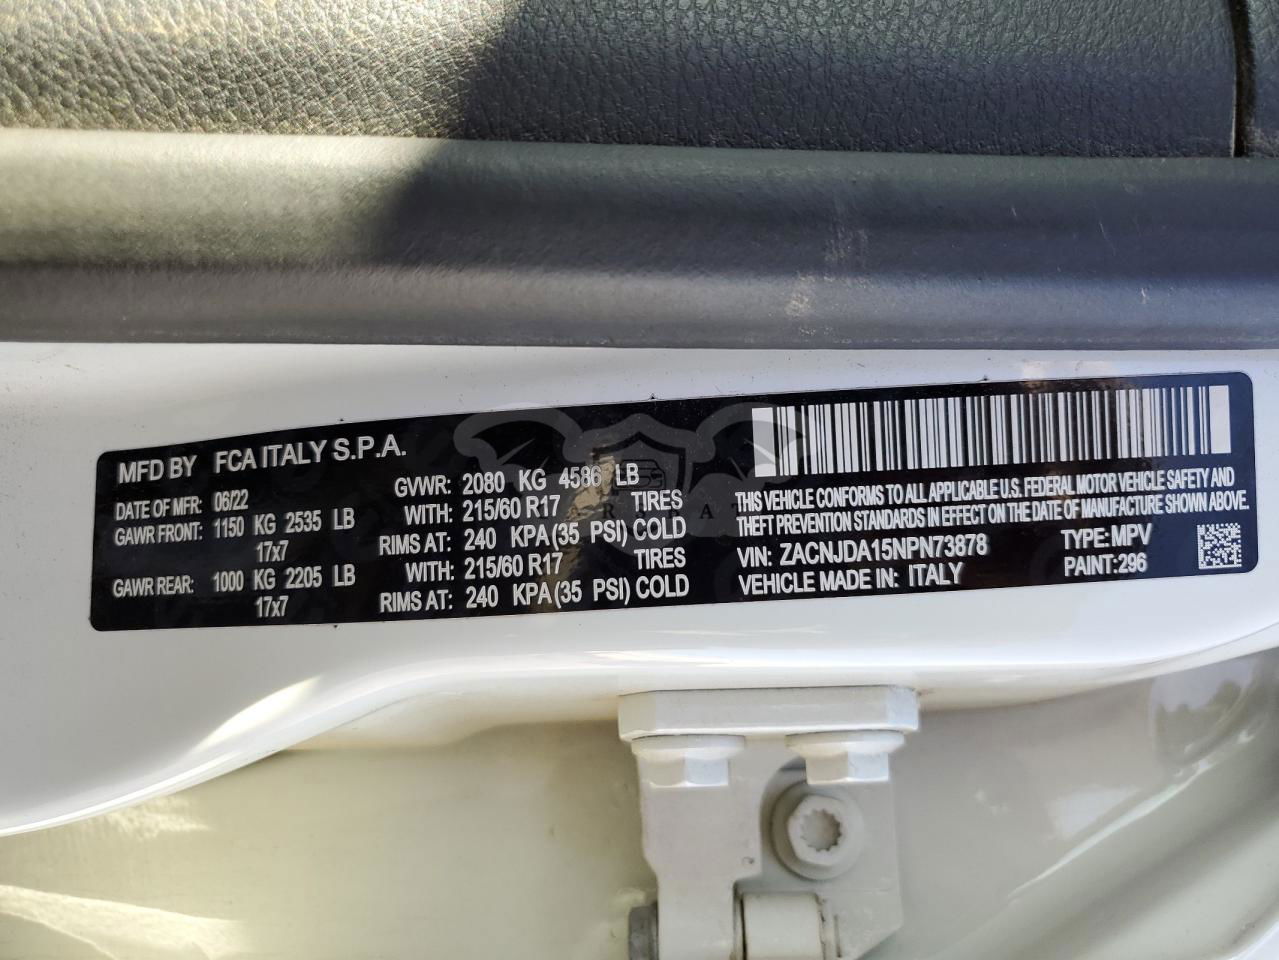 MFD BY FCA ITALY S.P.A.
DATE OF MFR: 06/22 GVWR: 2080 KG 4586 LB
GAWR FRONT: 1150 KG 2535 LB WITH: 215/60 R17 TIRES
17x7 RIMS AT: 240 KPA (35 PSI) COLD
GAWR REAR: 1000 KG 2205 LB WITH: 215/60 R17 TIRES
17x7 RIMS AT: 240 KPA (35 PSI) COLD
THIS VEHICLE CONFORMS TO ALL APPLICABLE U.S. FEDERAL MOTOR VEHICLE SAFETY AND
THEFT PREVENTION STANDARDS IN EFFECT ON THE DATE OF MANUFACTURE SHOWN ABOVE.
VIN: ZACNJDA15NPN73878 TYPE: MPV
VEHICLE MADE IN: ITALY PAINT: 296